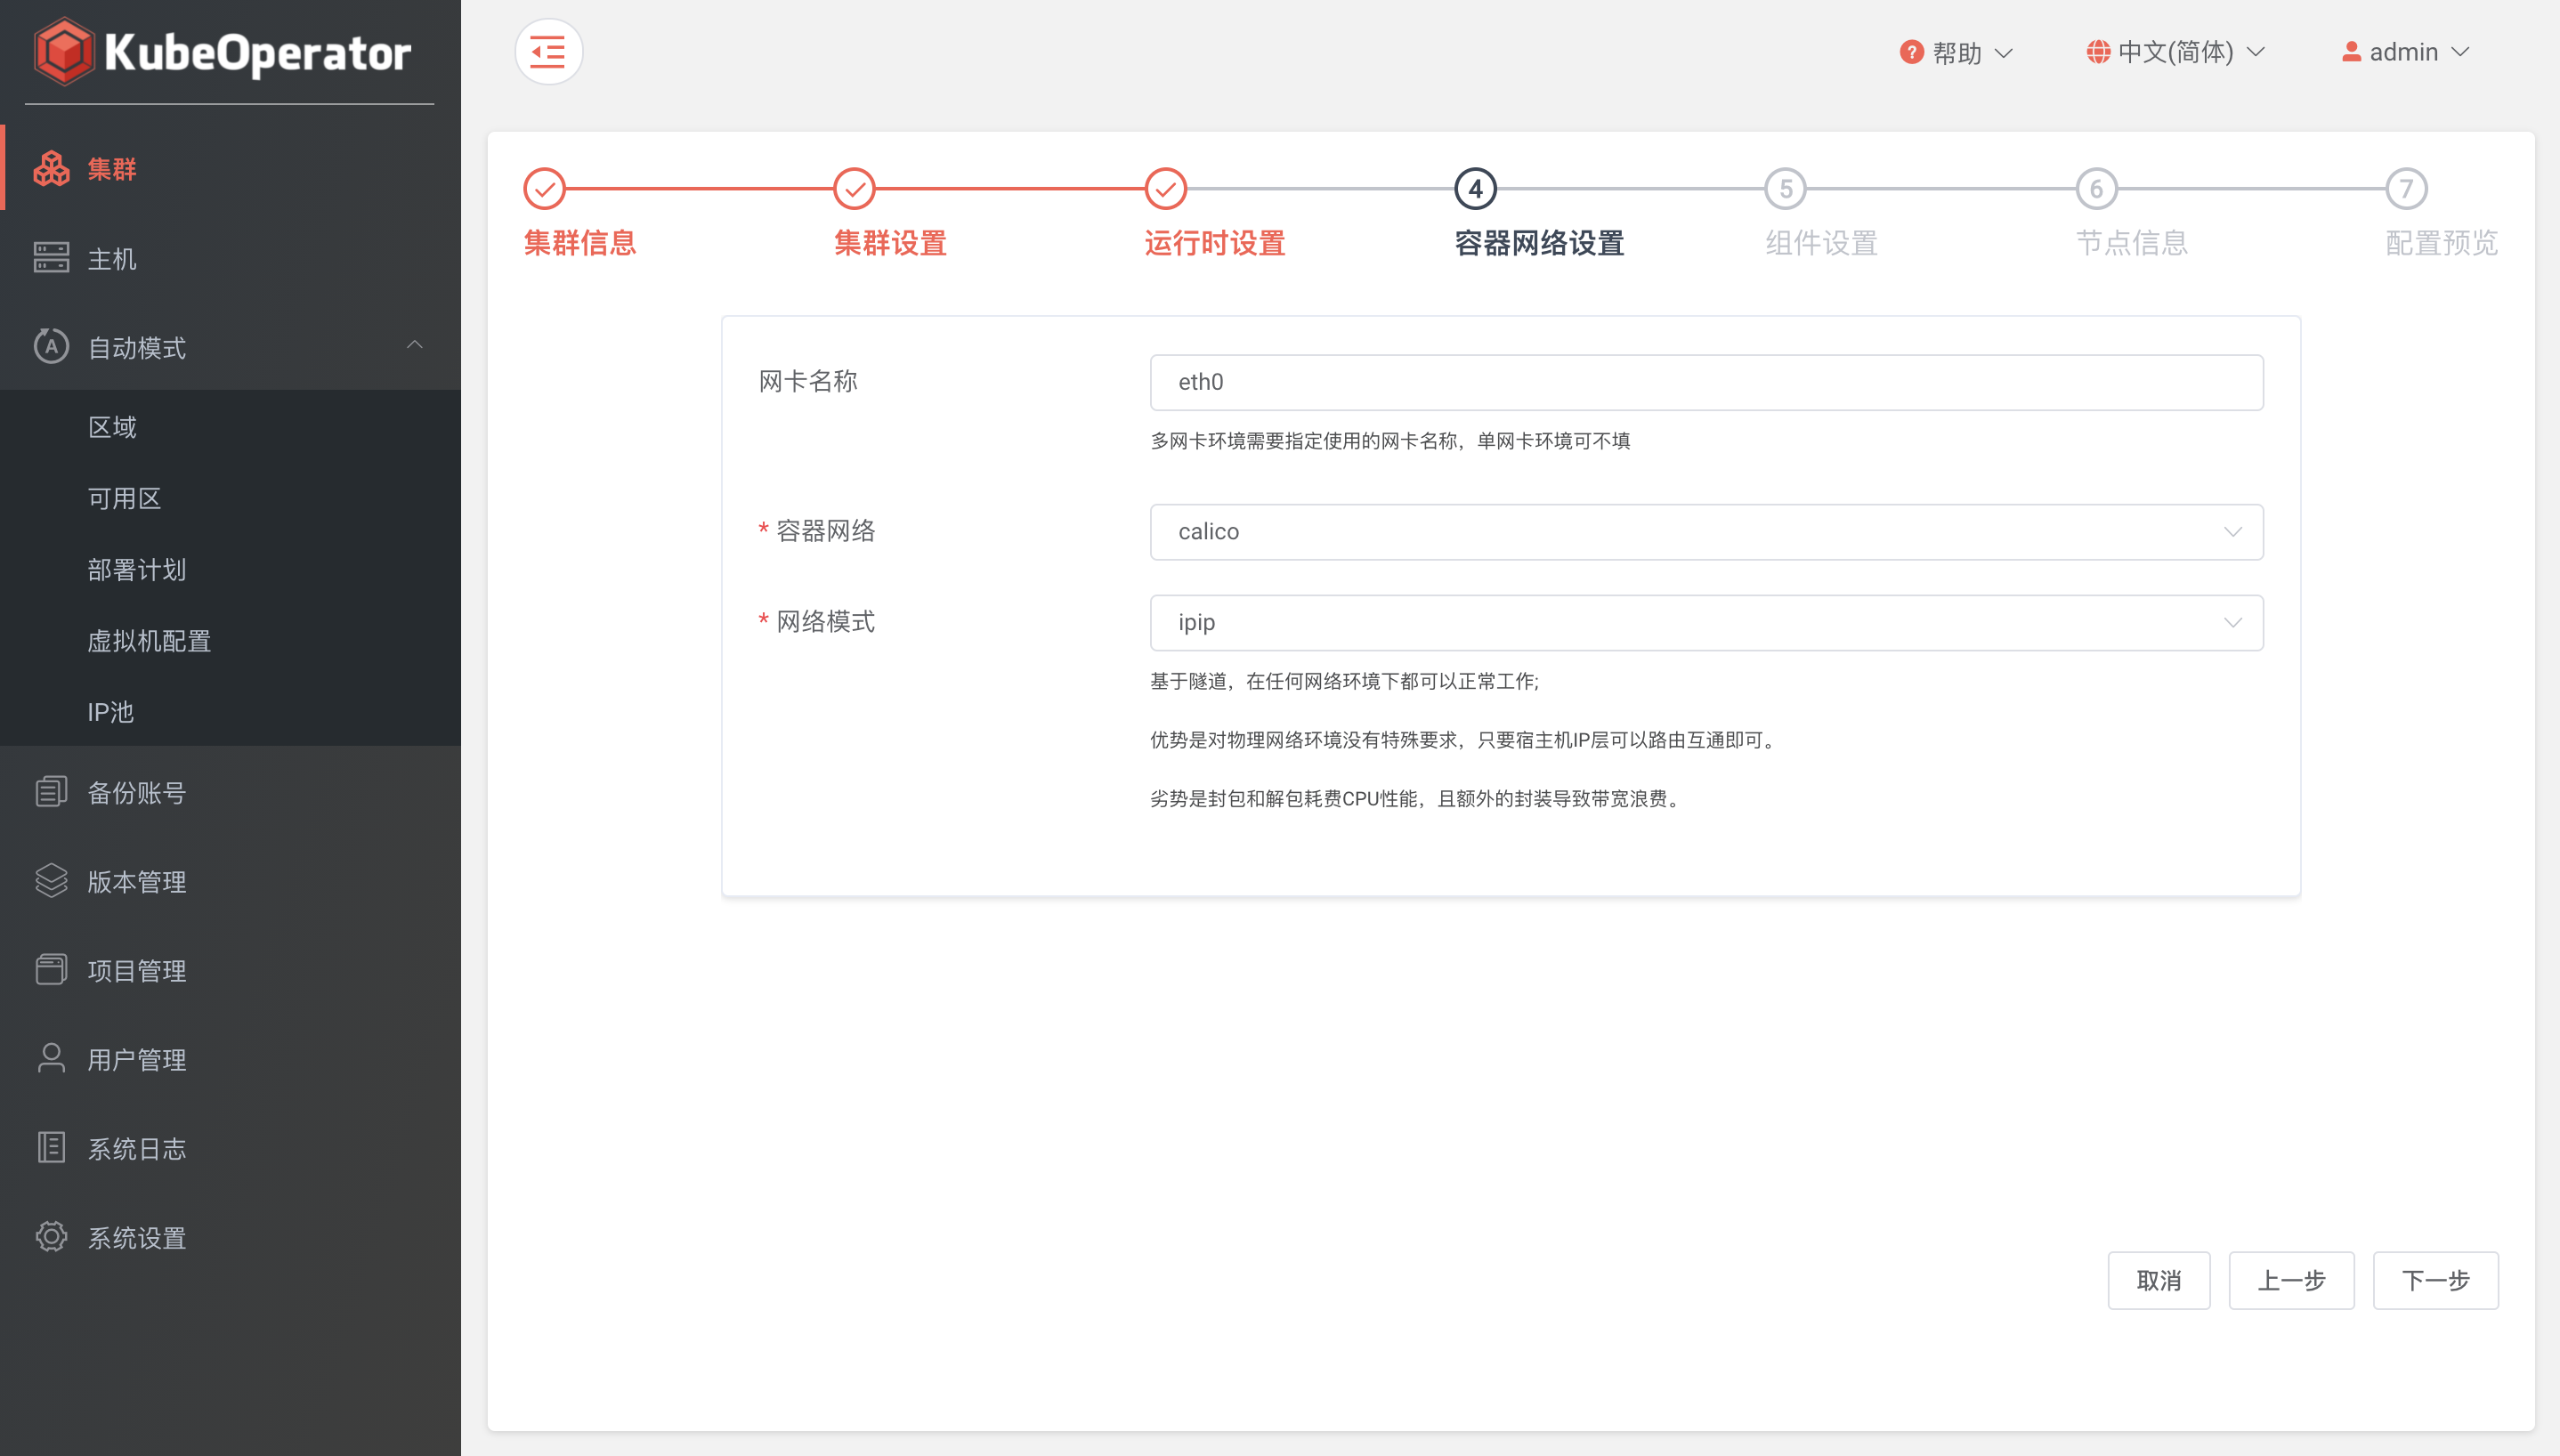 KubeOperator
集群
主机
自动模式
区域
可用区
部署计划
虚拟机配置
IP池
备份账号
版本管理
项目管理
用户管理
系统日志
系统设置
帮助
中文(简体)
admin
集群信息
集群设置
运行时设置
4
容器网络设置
5
组件设置
6
节点信息
7
配置预览
网卡名称
eth0
多网卡环境需要指定使用的网卡名称，单网卡环境可不填
* 容器网络
calico
* 网络模式
ipip
基于隧道，在任何网络环境下都可以正常工作;
优势是对物理网络环境没有特殊要求，只要宿主机IP层可以路由互通即可。
劣势是封包和解包耗费CPU性能，且额外的封装导致带宽浪费。
取消
上一步
下一步